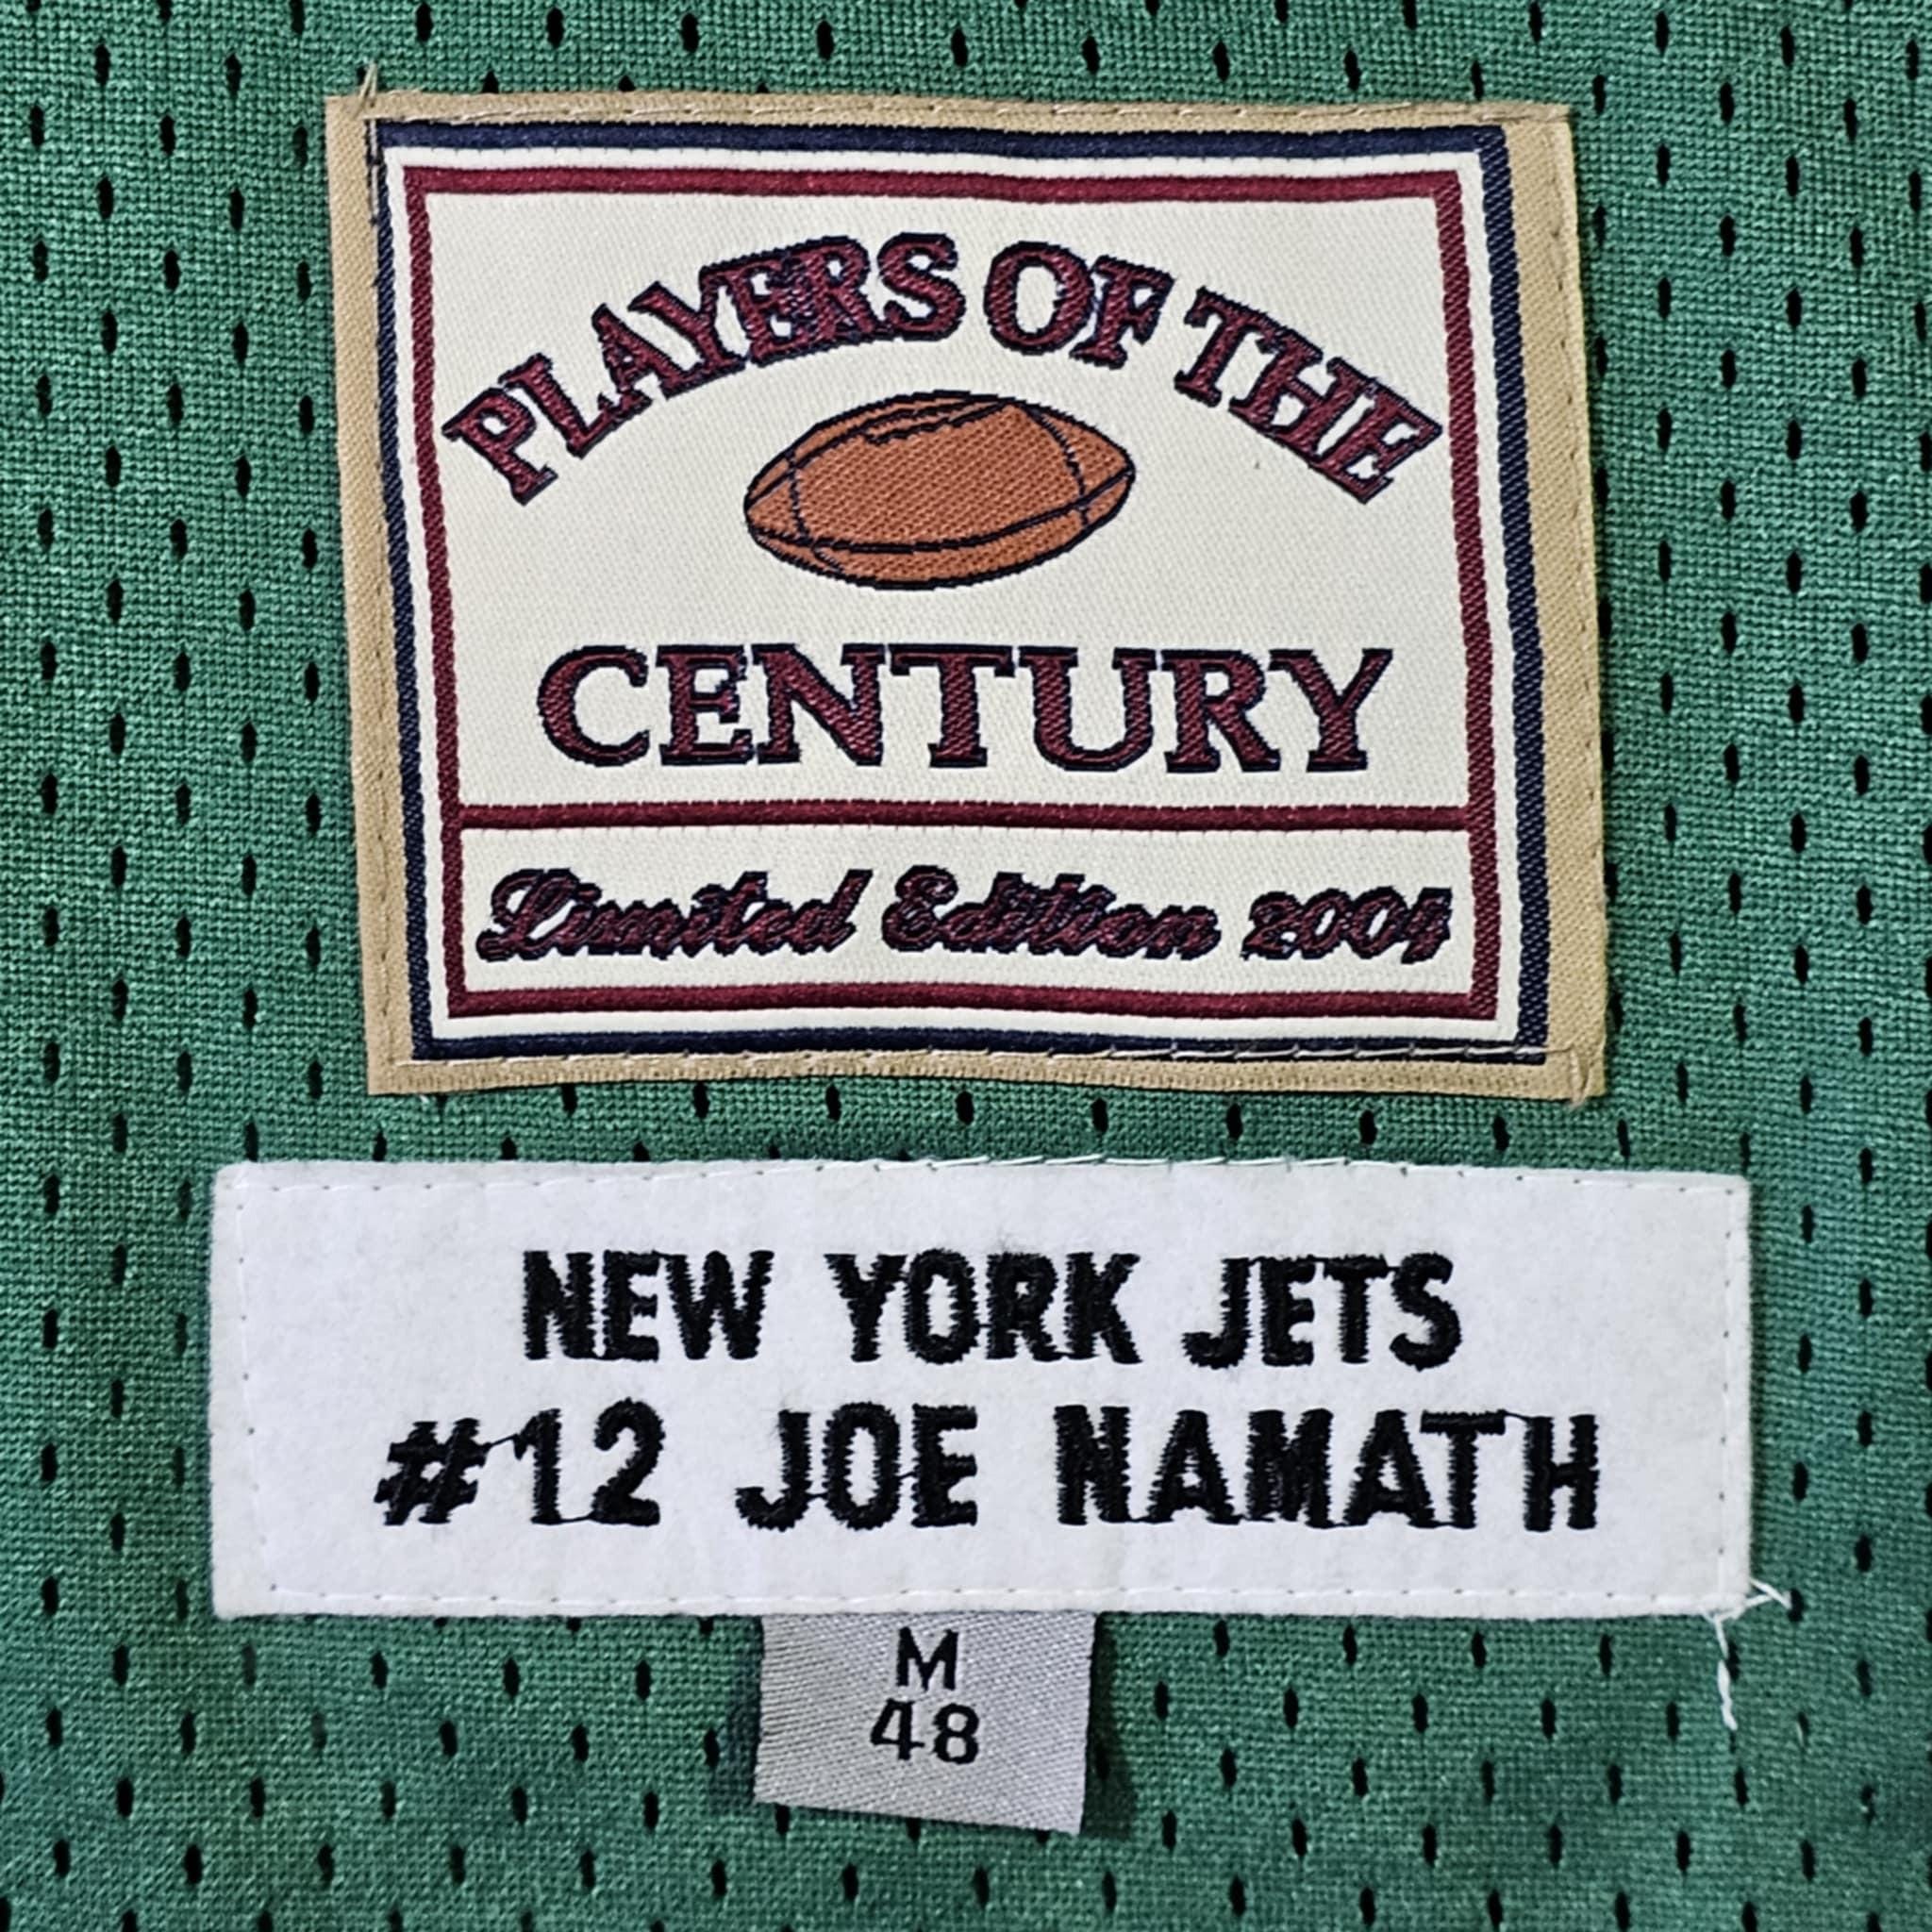 PLAYERS OF THE
CENTURY
Limited Edition 2004
NEW YORK JETS
#12 JOE NAMATH
M
48